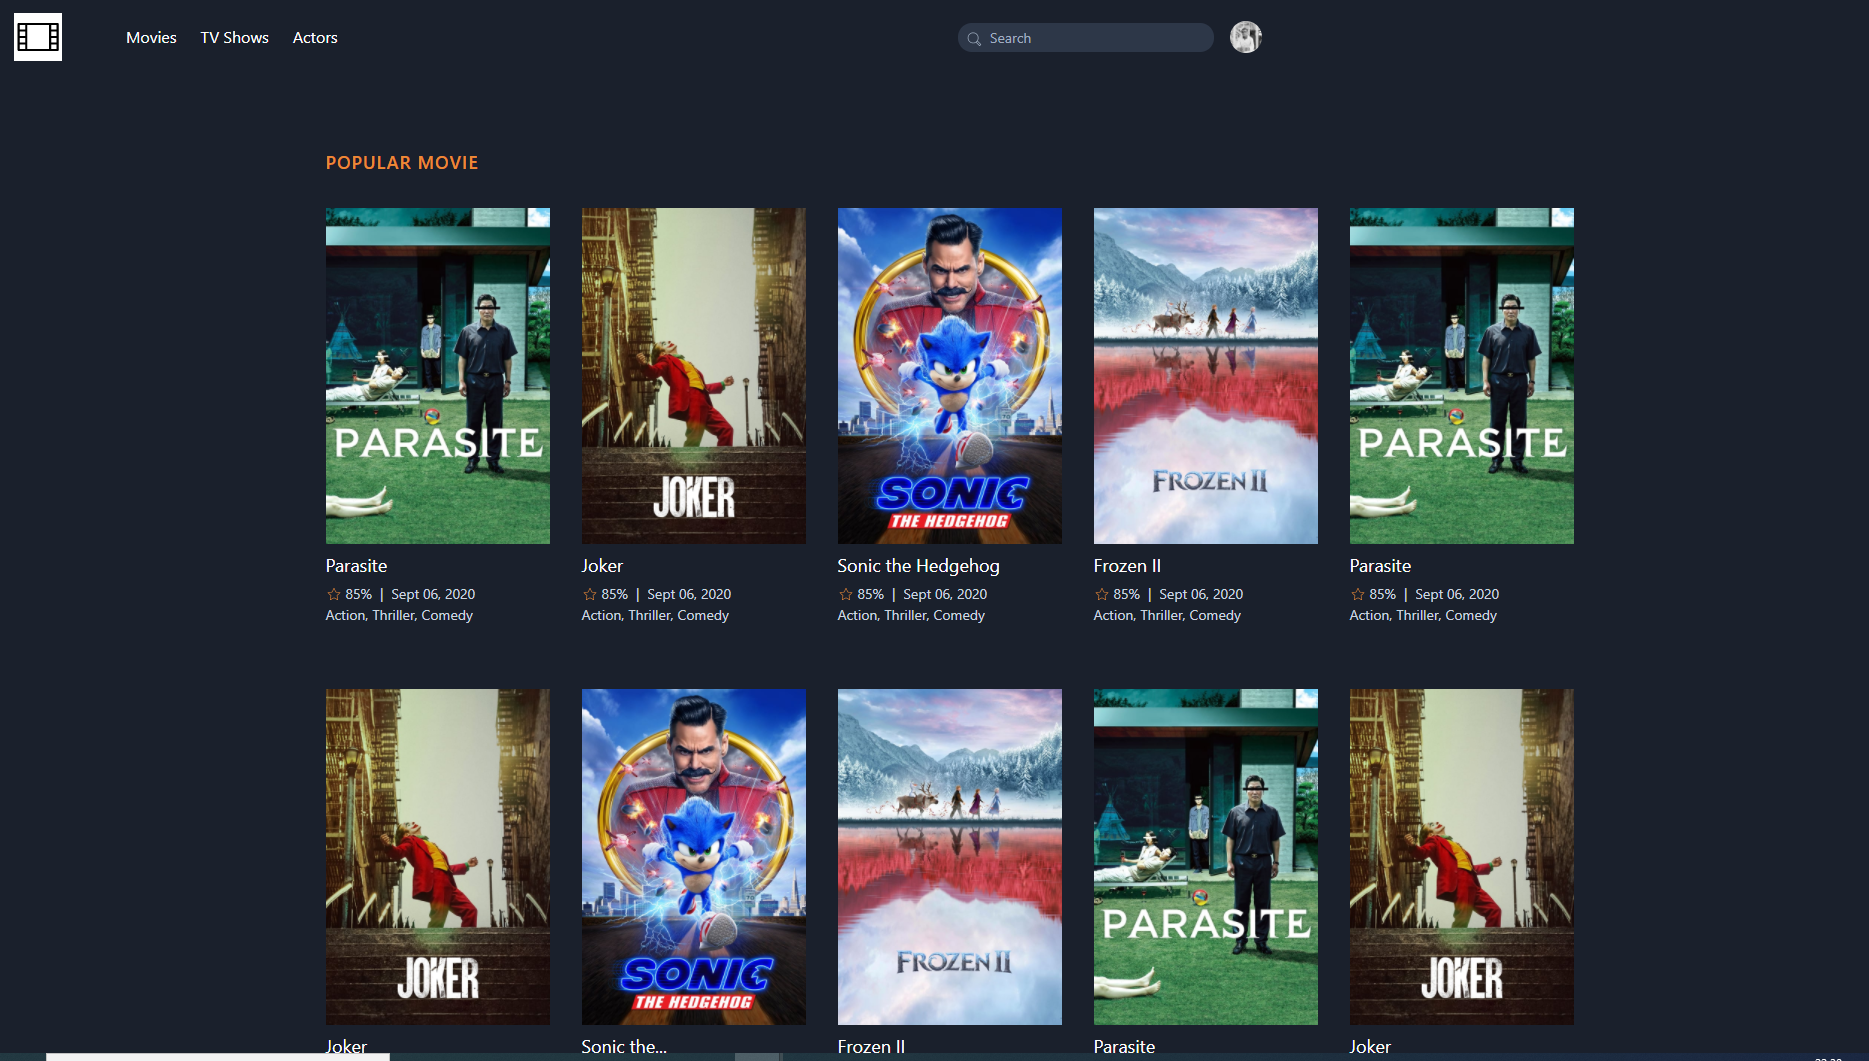 Movies TV Shows Actors Search
POPULAR MOVIE
PARASITE JOKER SONIC THE HEDGEHOG FROZEN II PARASITE
Parasite Joker Sonic the Hedgehog Frozen II Parasite
85% | Sept 06, 2020 85% | Sept 06, 2020 85% | Sept 06, 2020 85% | Sept 06, 2020 85% | Sept 06, 2020
Action, Thriller, Comedy Action, Thriller, Comedy Action, Thriller, Comedy Action, Thriller, Comedy Action, Thriller, Comedy
JOKER SONIC THE HEDGEHOG FROZEN II PARASITE JOKER
Joker Sonic the... Frozen II Parasite Joker